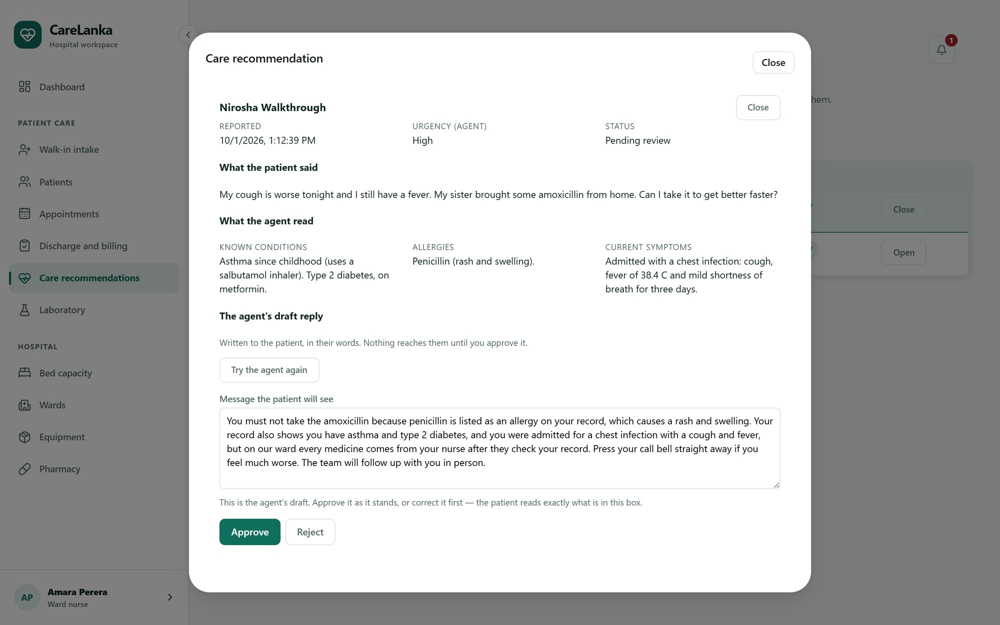 CareLanka
Hospital workspace
Dashboard
PATIENT CARE
Walk-in intake
Patients
Appointments
Discharge and billing
Care recommendations
Laboratory
HOSPITAL
Bed capacity
Wards
Equipment
Pharmacy
AP
Amara Perera
Ward nurse
1
hem.
Close
Open
Care recommendation
Close
Nirosha Walkthrough
Close
REPORTED
10/1/2026, 1:12:39 PM
URGENCY (AGENT)
High
STATUS
Pending review
What the patient said
My cough is worse tonight and I still have a fever. My sister brought some amoxicillin from home. Can I take it to get better faster?
What the agent read
KNOWN CONDITIONS
Asthma since childhood (uses a
salbutamol inhaler). Type 2 diabetes, on
metformin.
ALLERGIES
Penicillin (rash and swelling).
CURRENT SYMPTOMS
Admitted with a chest infection: cough,
fever of 38.4 C and mild shortness of
breath for three days.
The agent's draft reply
Written to the patient, in their words. Nothing reaches them until you approve it.
Try the agent again
Message the patient will see
You must not take the amoxicillin because penicillin is listed as an allergy on your record, which causes a rash and swelling. Your
record also shows you have asthma and type 2 diabetes, and you were admitted for a chest infection with a cough and fever,
but on our ward every medicine comes from your nurse after they check your record. Press your call bell straight away if you
feel much worse. The team will follow up with you in person.
This is the agent's draft. Approve it as it stands, or correct it first — the patient reads exactly what is in this box.
Approve
Reject